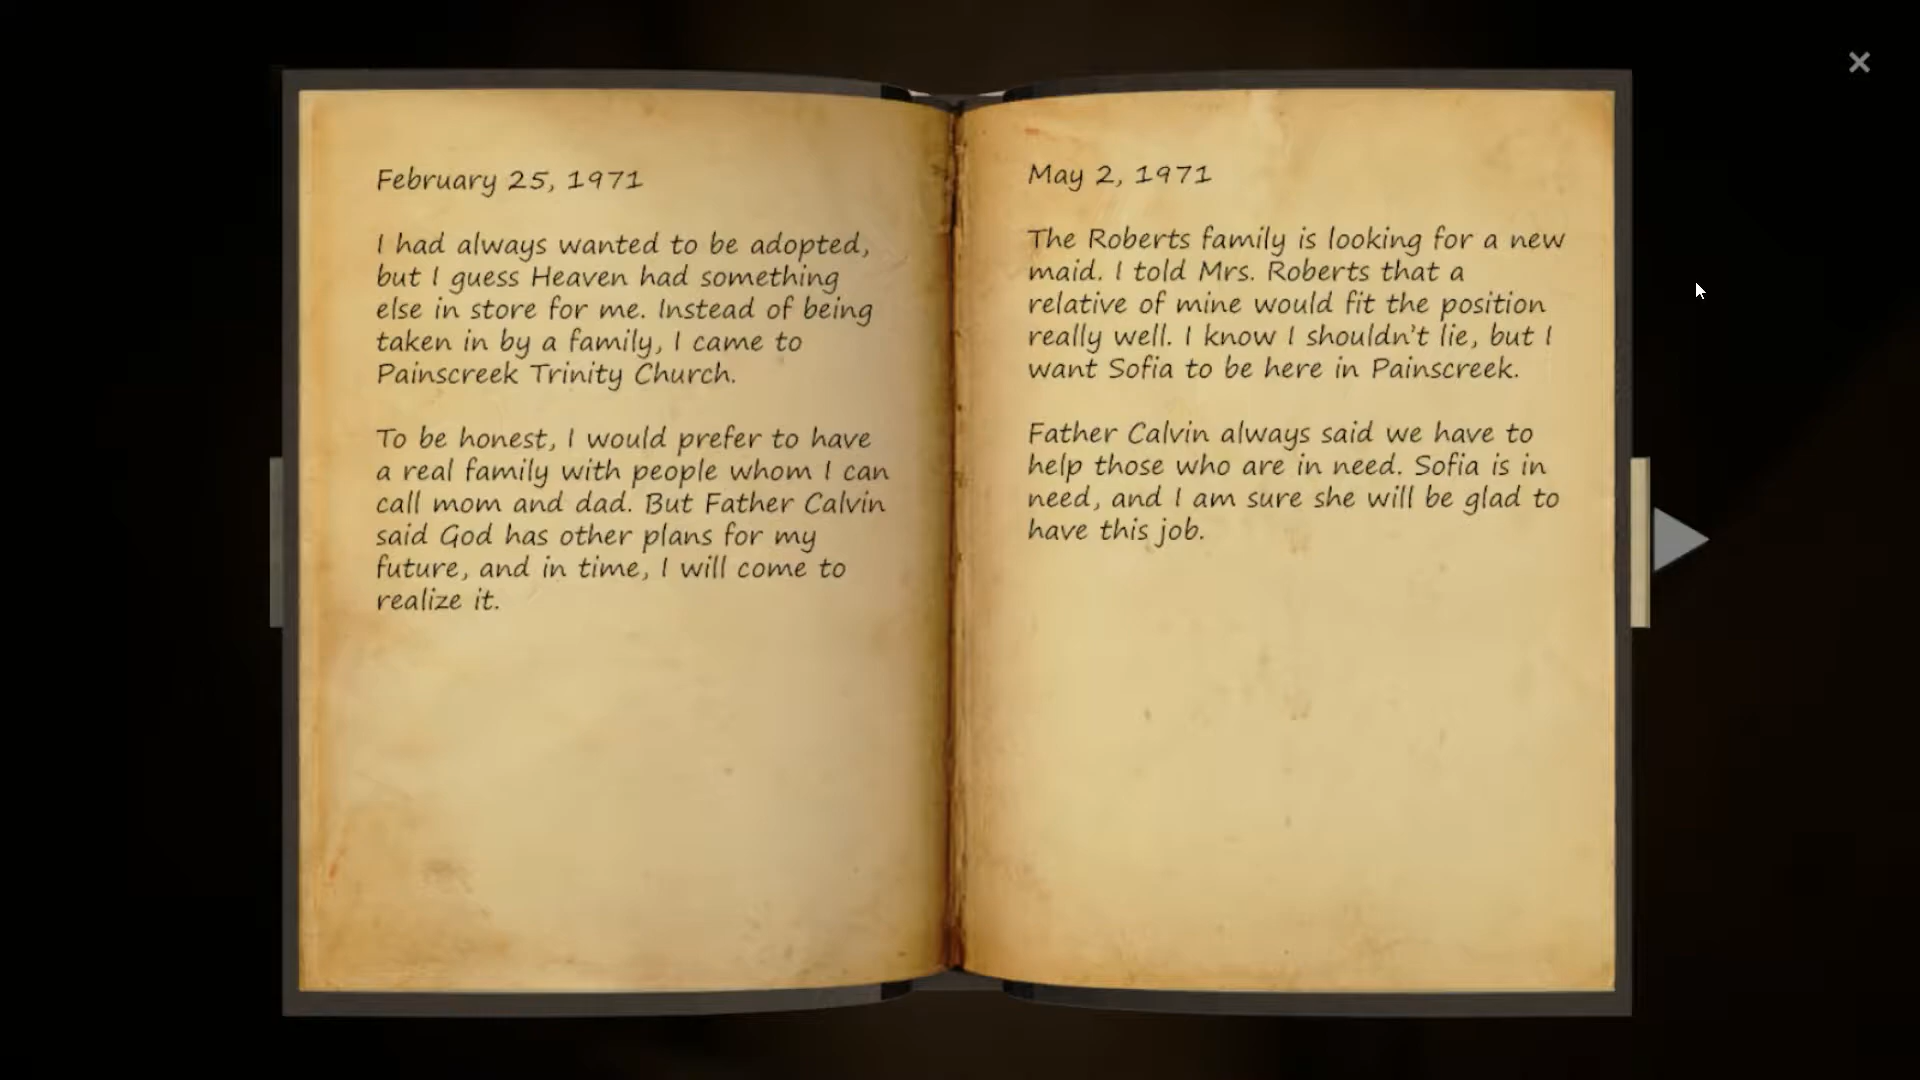 February 25, 1971
I had always wanted to be adopted,
but I guess Heaven had something
else in store for me. Instead of being
taken in by a family, I came to
Painscreek Trinity Church.
To be honest, I would prefer to have
a real family with people whom I can
call mom and dad. But Father Calvin
said God has other plans for my
future, and in time, I will come to
realize it.
May 2, 1971
The Roberts family is looking for a new
maid. I told Mrs. Roberts that a
relative of mine would fit the position
really well. I know I shouldn't lie, but I
want Sofia to be here in Painscreek.
Father Calvin always said we have to
help those who are in need. Sofia is in
need, and I am sure she will be glad to
have this job.